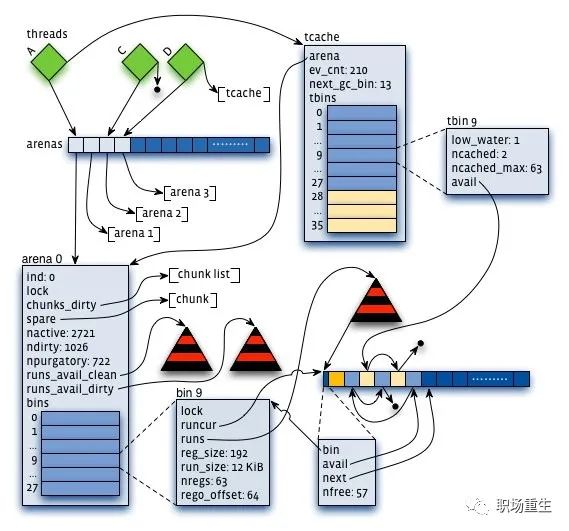 threads
A
C
D
[tcache]
arenas
.........
[arena 3]
[arena 2]
[arena 1]
tcache
arena
ev_cnt: 210
next_gc_bin: 13
tbins
0
1
...
9
...
27
28
...
35
tbin 9
low_water: 1
ncached: 2
ncached_max: 63
avail
arena 0
ind: 0
lock
chunks_dirty
spare
nactive: 2721
ndirty: 1026
npurgatory: 722
runs_avail_clean
runs_avail_dirty
bins
0
1
...
9
...
27
[chunk list]
[chunk]
bin 9
lock
runcur
runs
reg_size: 192
run_size: 12 KiB
nregs: 63
rego_offset: 64
.........
bin
avail
next
nfree: 57
职场重生